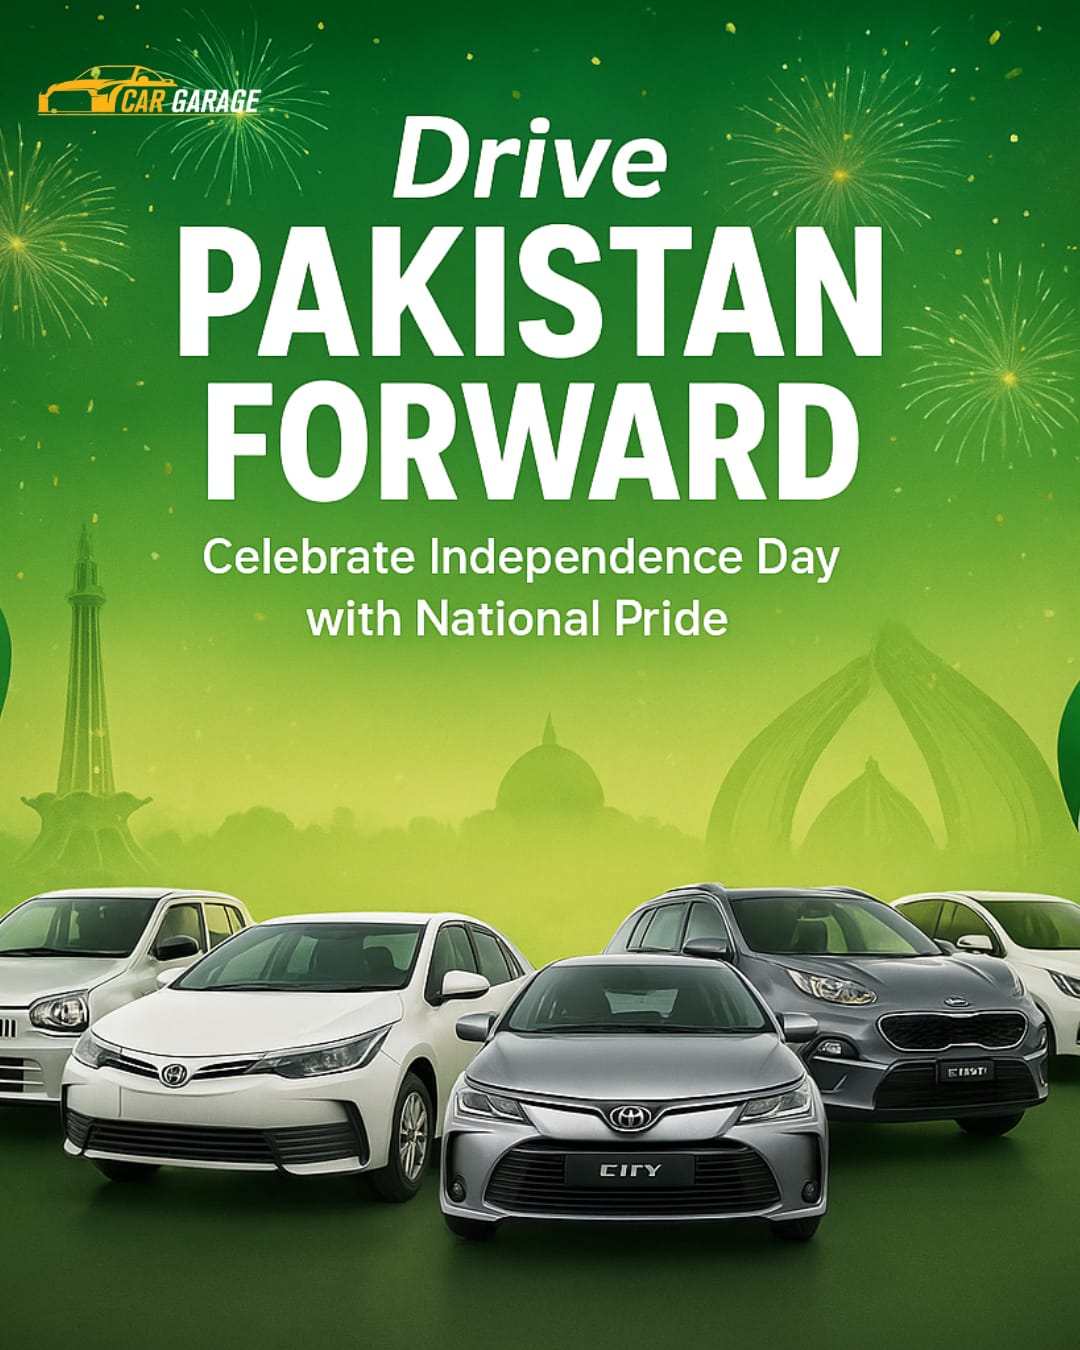 CAR GARAGE
Drive
PAKISTAN
FORWARD
Celebrate Independence Day
with National Pride
CITY